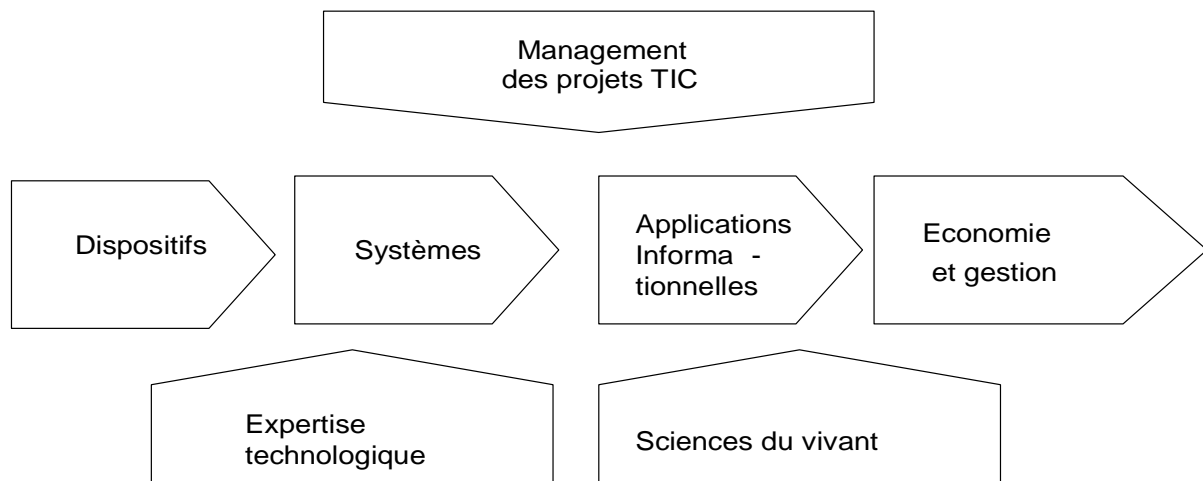 Management
des projets TIC
Dispositifs
Systèmes
Applications
Informa -
tionnelles
Economie
et gestion
Expertise
technologique
Sciences du vivant